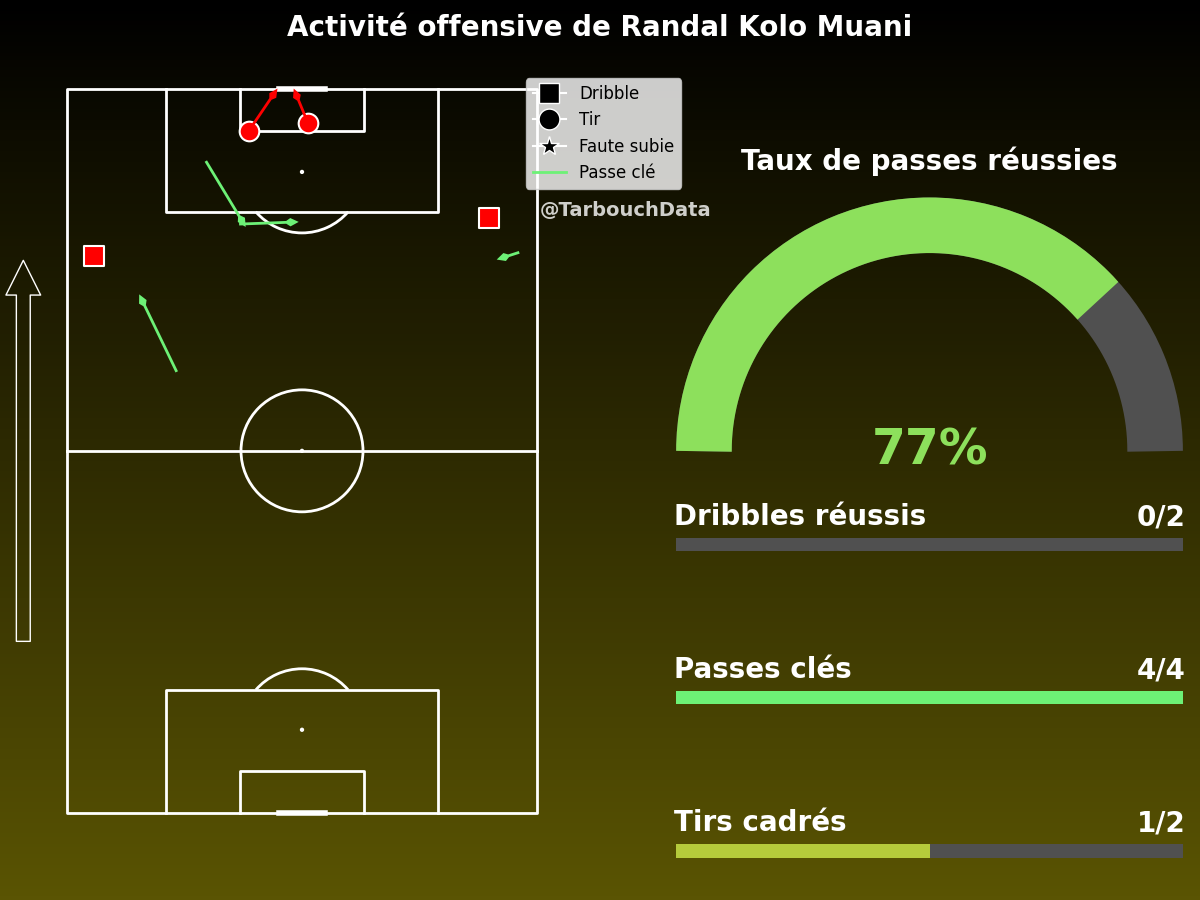 Activité offensive de Randal Kolo Muani
Dribble
Tir
Faute subie
Passe clé
@TarbouchData
Taux de passes réussies
77%
Dribbles réussis 0/2
Passes clés 4/4
Tirs cadrés 1/2